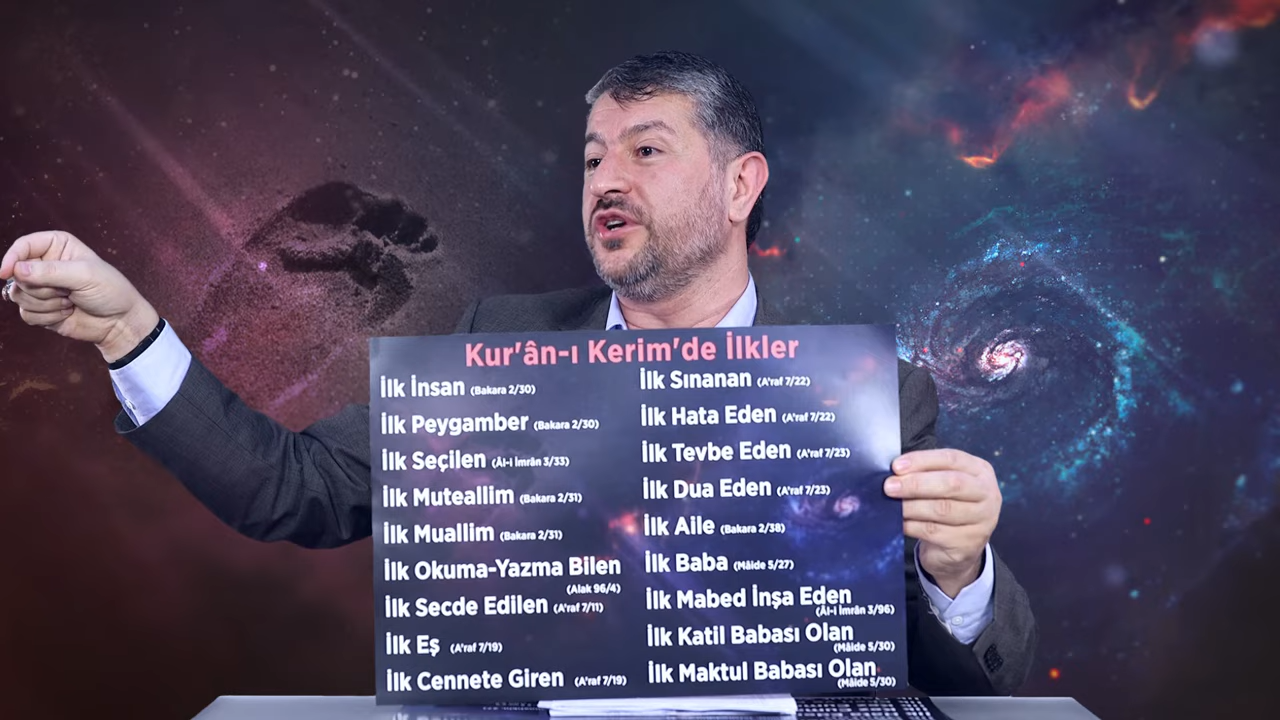 Kur'ân-ı Kerim'de İlkler
İlk İnsan (Bakara 2/30)
İlk Peygamber (Bakara 2/30)
İlk Seçilen (Âl-i İmrân 3/33)
İlk Muteallim (Bakara 2/31)
İlk Muallim (Bakara 2/31)
İlk Okuma-Yazma Bilen
(Alak 96/4)
İlk Secde Edilen (A'raf 7/11)
İlk Eş (A'raf 7/19)
İlk Cennete Giren (A'raf 7/19)
İlk Sınanan (A'raf 7/22)
İlk Hata Eden (A'raf 7/22)
İlk Tevbe Eden (A'raf 7/23)
İlk Dua Eden (A'raf 7/23)
İlk Aile (Bakara 2/38)
İlk Baba (Mâide 5/27)
İlk Mabed İnşa Eden
(Âl-i İmrân 3/96)
İlk Katil Babası Olan
(Mâide 5/30)
İlk Maktul Babası Olan
(Mâide 5/30)